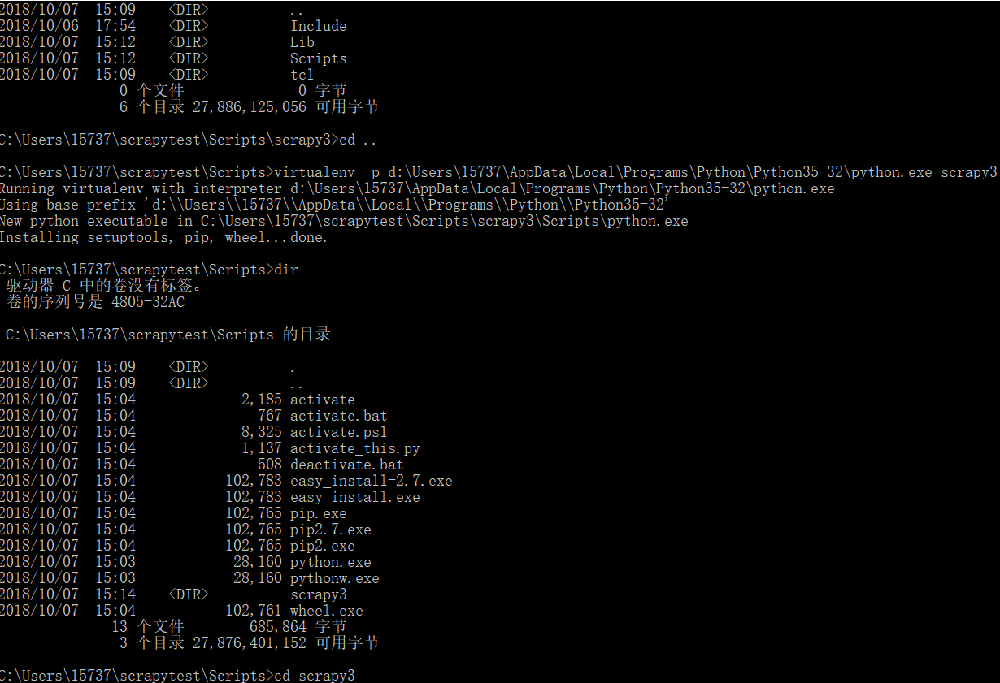 2018/10/07  15:09    <DIR>          ..
2018/10/06  17:54    <DIR>          Include
2018/10/07  15:12    <DIR>          Lib
2018/10/07  15:12    <DIR>          Scripts
2018/10/07  15:09    <DIR>          tcl
               0 个文件              0 字节
               6 个目录 27,886,125,056 可用字节
C:\Users\15737\scrapytest\Scripts\scrapy3>cd ..
C:\Users\15737\scrapytest\Scripts>virtualenv -p d:\Users\15737\AppData\Local\Programs\Python\Python35-32\python.exe scrapy3
Running virtualenv with interpreter d:\Users\15737\AppData\Local\Programs\Python\Python35-32\python.exe
Using base prefix 'd:\\Users\\15737\\AppData\\Local\\Programs\\Python\\Python35-32'
New python executable in C:\Users\15737\scrapytest\Scripts\scrapy3\Scripts\python.exe
Installing setuptools, pip, wheel...done.
C:\Users\15737\scrapytest\Scripts>dir
 驱动器 C 中的卷没有标签。
 卷的序列号是 4805-32AC
 C:\Users\15737\scrapytest\Scripts 的目录
2018/10/07  15:09    <DIR>          .
2018/10/07  15:09    <DIR>          ..
2018/10/07  15:04             2,185 activate
2018/10/07  15:04               767 activate.bat
2018/10/07  15:04             8,325 activate.ps1
2018/10/07  15:04             1,137 activate_this.py
2018/10/07  15:04               508 deactivate.bat
2018/10/07  15:04           102,783 easy_install-2.7.exe
2018/10/07  15:04           102,783 easy_install.exe
2018/10/07  15:04           102,765 pip.exe
2018/10/07  15:04           102,765 pip2.7.exe
2018/10/07  15:04           102,765 pip2.exe
2018/10/07  15:03            28,160 python.exe
2018/10/07  15:03            28,160 pythonw.exe
2018/10/07  15:14    <DIR>          scrapy3
2018/10/07  15:04           102,761 wheel.exe
              13 个文件        685,864 字节
               3 个目录 27,876,401,152 可用字节
C:\Users\15737\scrapytest\Scripts>cd scrapy3